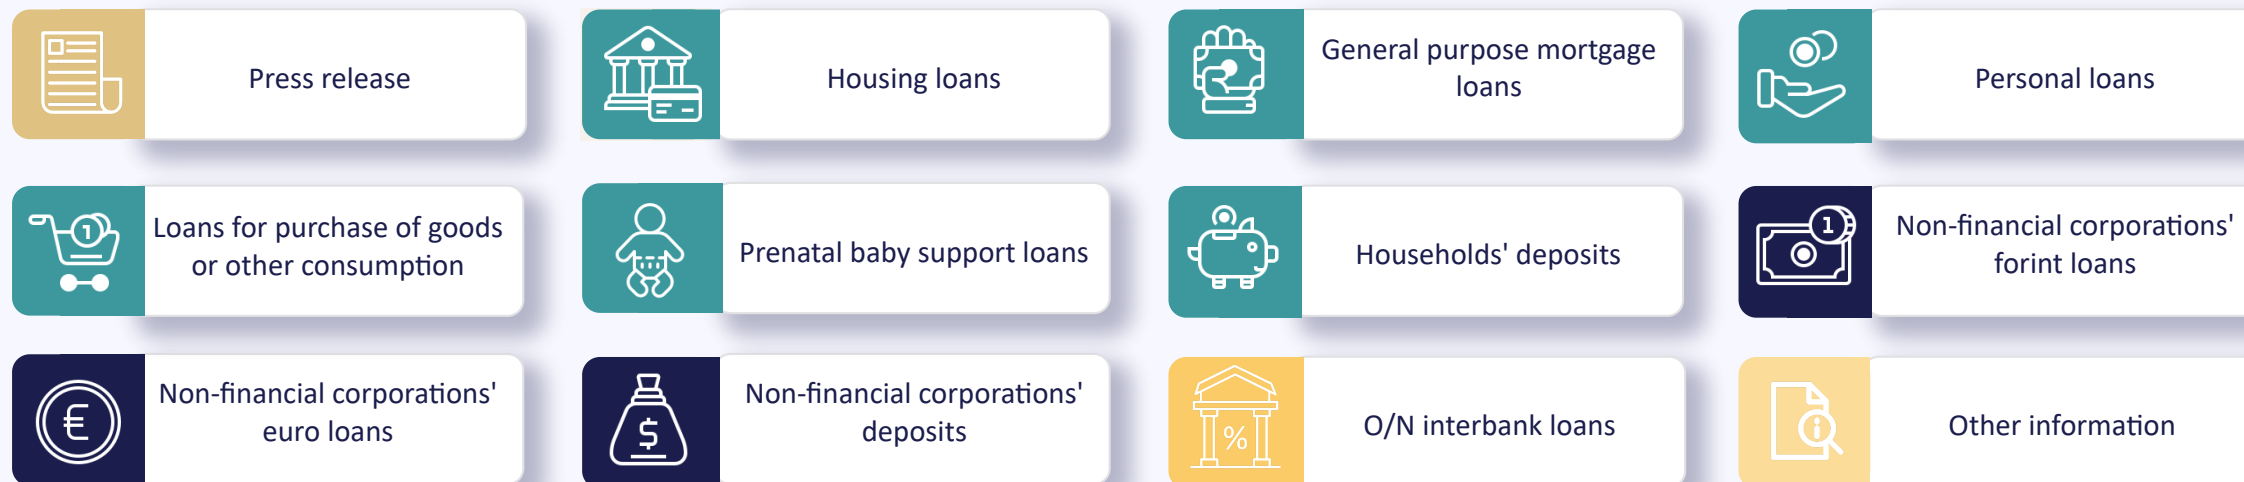 Press release
Housing loans
General purpose mortgage
loans
Personal loans
Loans for purchase of goods
or other consumption
Prenatal baby support loans
Households' deposits
Non-financial corporations'
forint loans
Non-financial corporations'
euro loans
Non-financial corporations'
deposits
O/N interbank loans
Other information
1
1
€
$
%
i